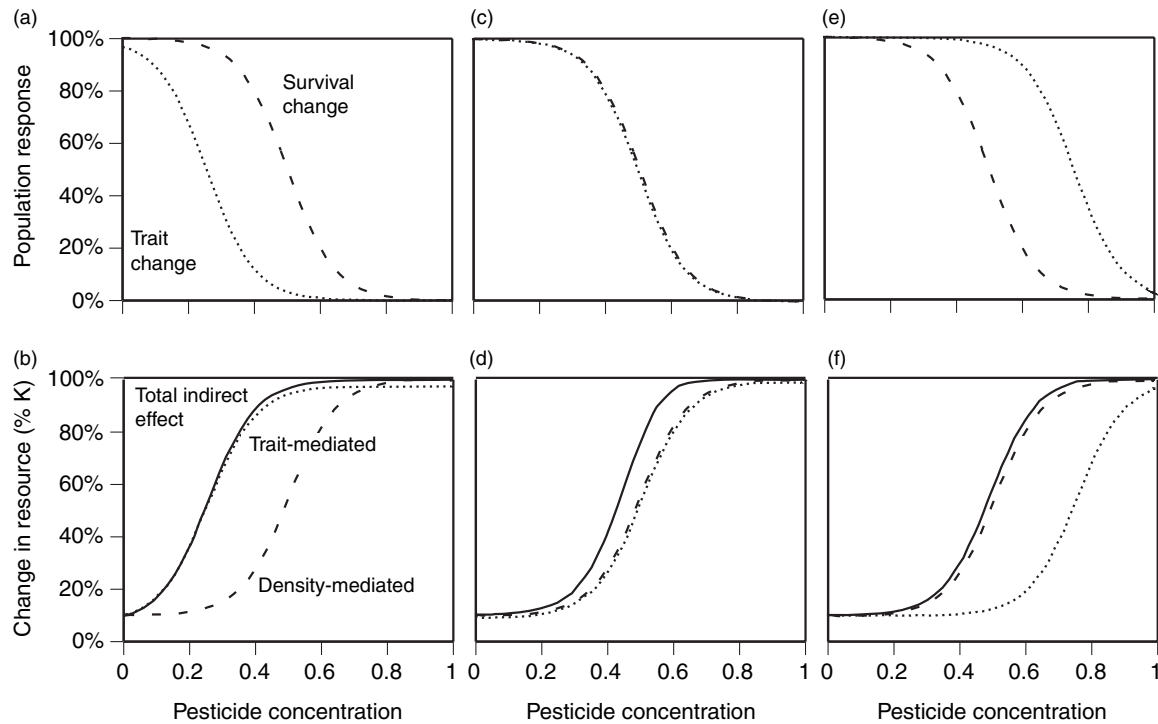 (a)
(c)
(e)
100%
80%
60%
40%
20%
0%
Population response
Survival
change
Trait
change
(b)
(d)
(f)
100%
80%
60%
40%
20%
0%
Change in resource (% K)
Total indirect
effect
Trait-mediated
Density-mediated
0 0.2 0.4 0.6 0.8 1
0 0.2 0.4 0.6 0.8 1
0 0.2 0.4 0.6 0.8 1
Pesticide concentration
Pesticide concentration
Pesticide concentration